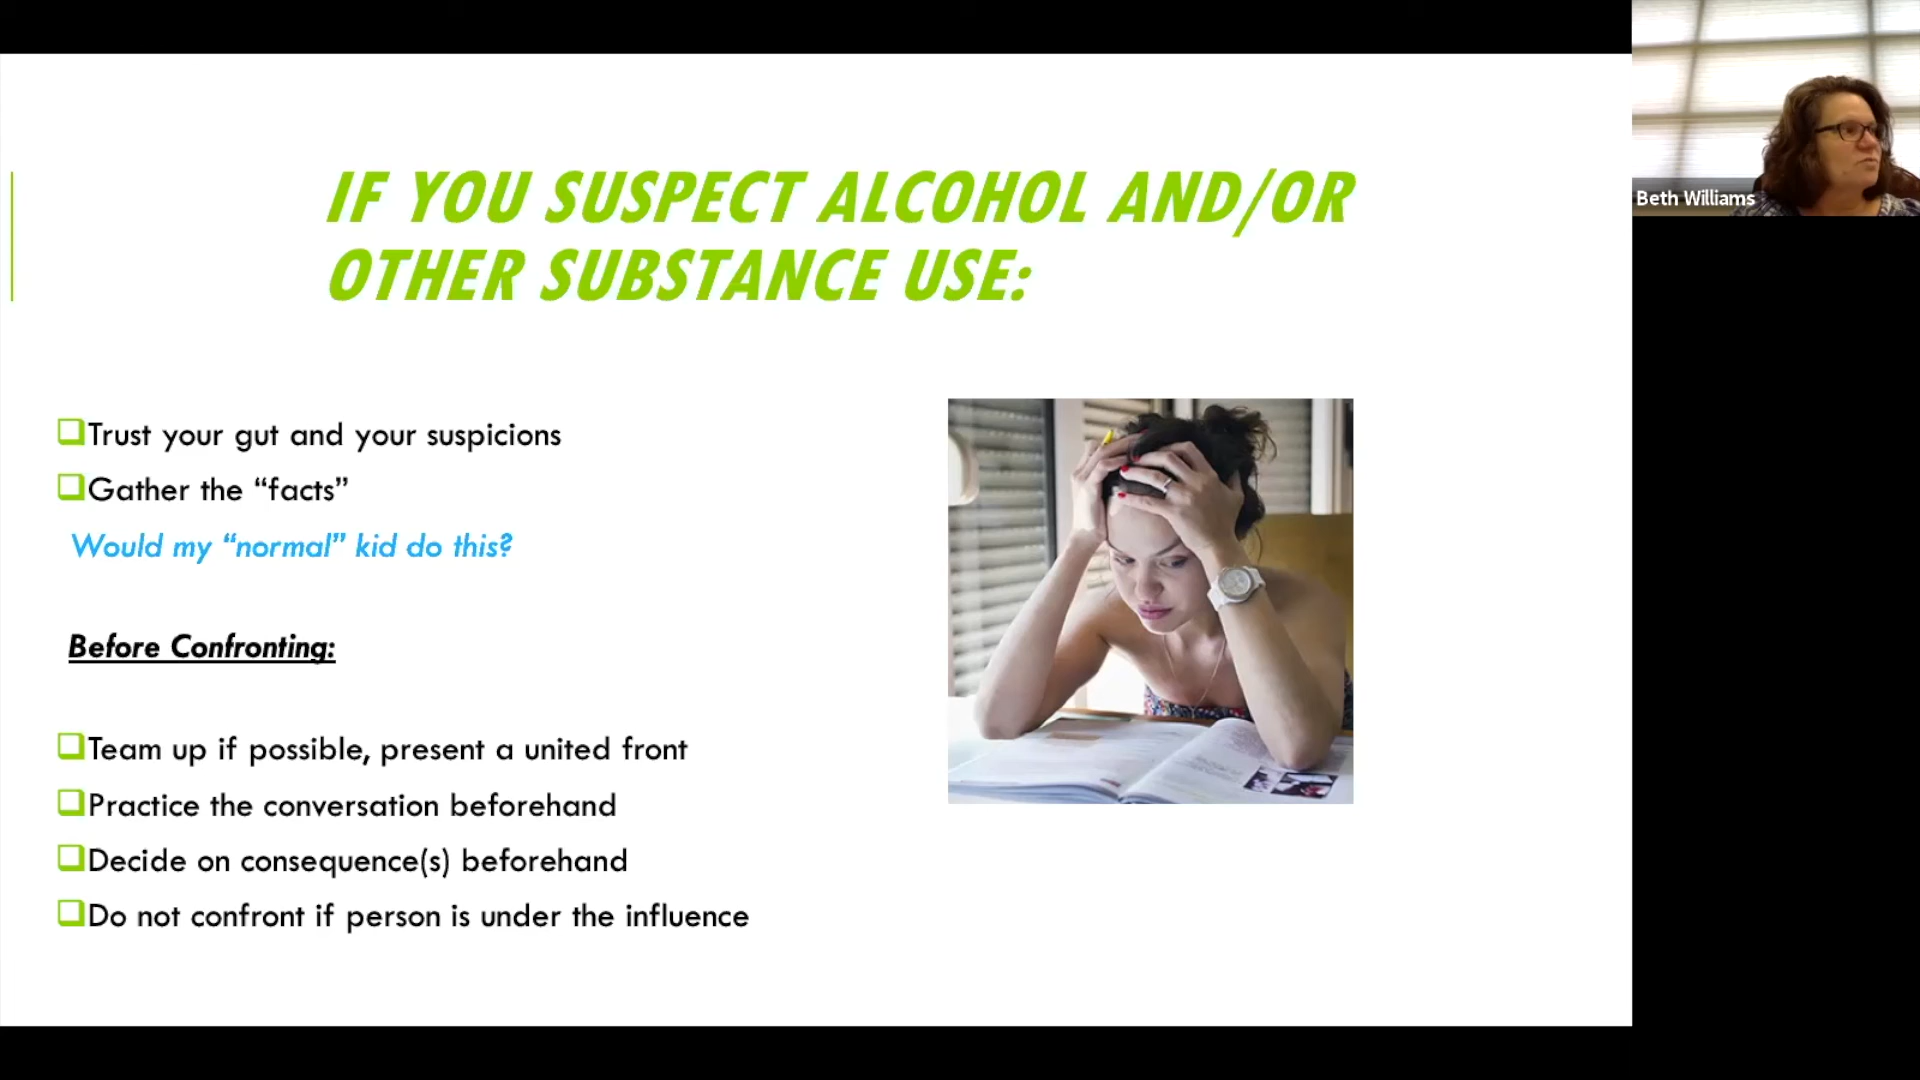 IF YOU SUSPECT ALCOHOL AND/OR
OTHER SUBSTANCE USE:
Trust your gut and your suspicions
Gather the “facts”
Would my “normal” kid do this?
Before Confronting:
Team up if possible, present a united front
Practice the conversation beforehand
Decide on consequence(s) beforehand
Do not confront if person is under the influence
Beth Williams